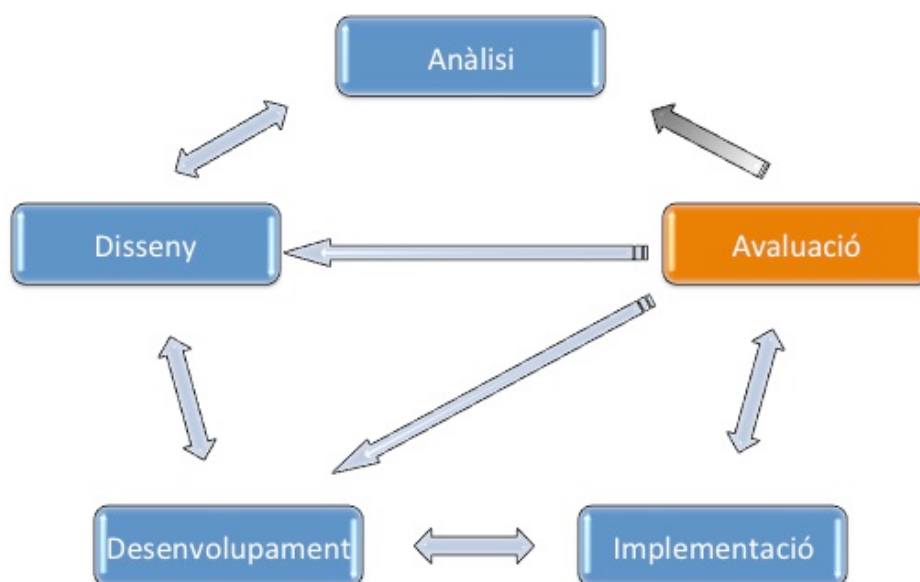 Anàlisi
Disseny
Avaluació
Desenvolupament
Implementació